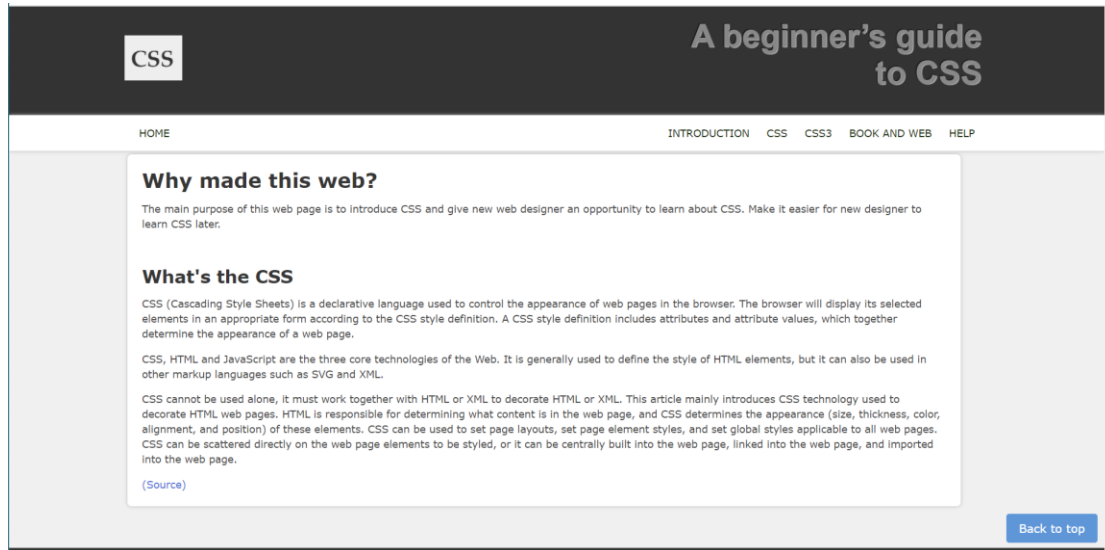 CSS
A beginner’s guide
to CSS
HOME
INTRODUCTION CSS CSS3 BOOK AND WEB HELP
Why made this web?
The main purpose of this web page is to introduce CSS and give new web designer an opportunity to learn about CSS. Make it easier for new designer to
learn CSS later.
What's the CSS
CSS (Cascading Style Sheets) is a declarative language used to control the appearance of web pages in the browser. The browser will display its selected
elements in an appropriate form according to the CSS style definition. A CSS style definition includes attributes and attribute values, which together
determine the appearance of a web page.
CSS, HTML and JavaScript are the three core technologies of the Web. It is generally used to define the style of HTML elements, but it can also be used in
other markup languages such as SVG and XML.
CSS cannot be used alone, it must work together with HTML or XML to decorate HTML or XML. This article mainly introduces CSS technology used to
decorate HTML web pages. HTML is responsible for determining what content is in the web page, and CSS determines the appearance (size, thickness, color,
alignment, and position) of these elements. CSS can be used to set page layouts, set page element styles, and set global styles applicable to all web pages.
CSS can be scattered directly on the web page elements to be styled, or it can be centrally built into the web page, linked into the web page, and imported
into the web page.
(Source)
Back to top